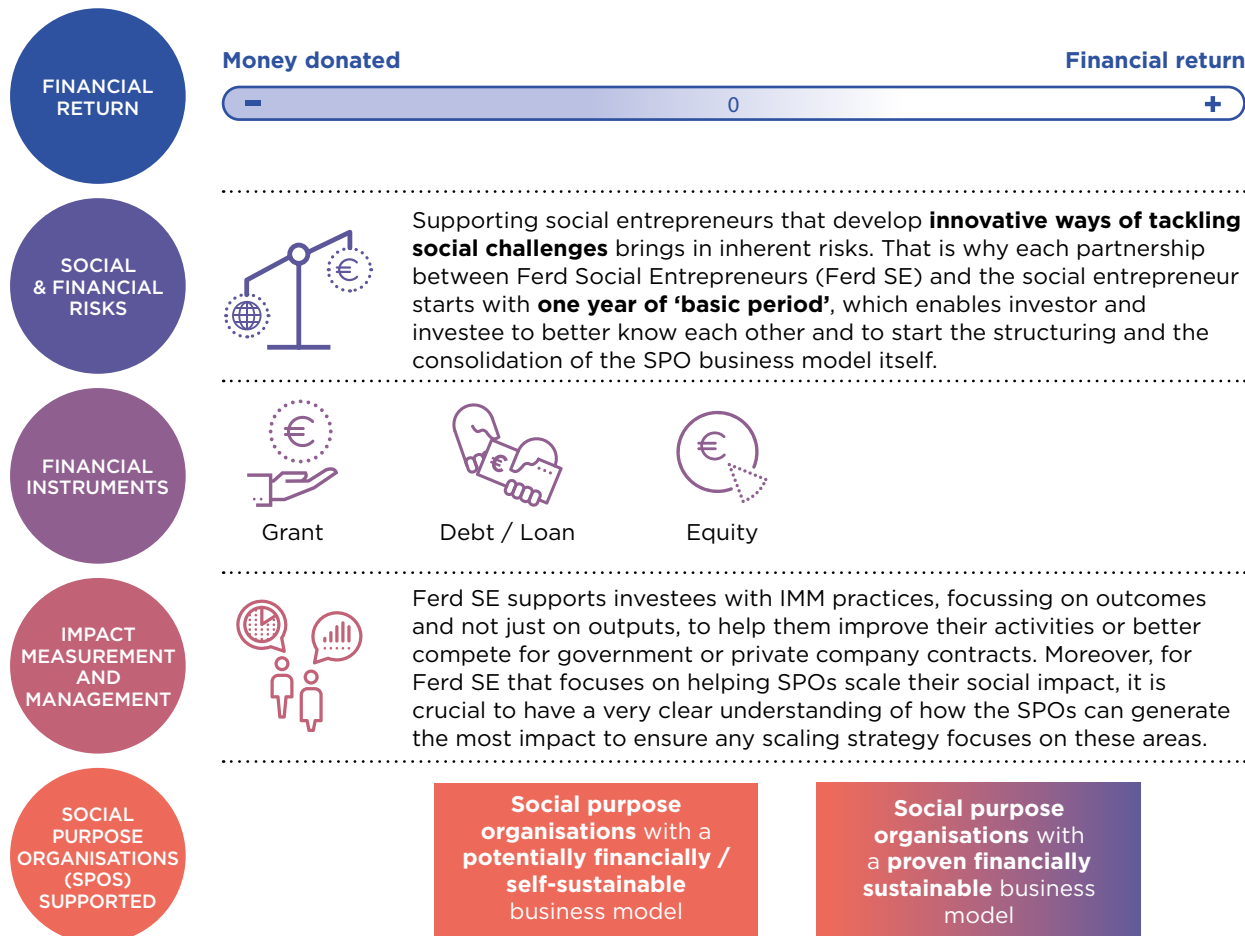 FINANCIAL
RETURN
Money donated
Financial return
-
0
+
SOCIAL
& FINANCIAL
RISKS
€
Supporting social entrepreneurs that develop innovative ways of tackling
social challenges brings in inherent risks. That is why each partnership
between Ferd Social Entrepreneurs (Ferd SE) and the social entrepreneur
starts with one year of ‘basic period’, which enables investor and
investee to better know each other and to start the structuring and the
consolidation of the SPO business model itself.
FINANCIAL
INSTRUMENTS
€
Grant
€
Debt / Loan
€
Equity
IMPACT
MEASUREMENT
AND
MANAGEMENT
Ferd SE supports investees with IMM practices, focussing on outcomes
and not just on outputs, to help them improve their activities or better
compete for government or private company contracts. Moreover, for
Ferd SE that focuses on helping SPOs scale their social impact, it is
crucial to have a very clear understanding of how the SPOs can generate
the most impact to ensure any scaling strategy focuses on these areas.
SOCIAL
PURPOSE
ORGANISATIONS
(SPOS)
SUPPORTED
Social purpose
organisations with a
potentially financially /
self-sustainable
business model
Social purpose
organisations with
a proven financially
sustainable business
model